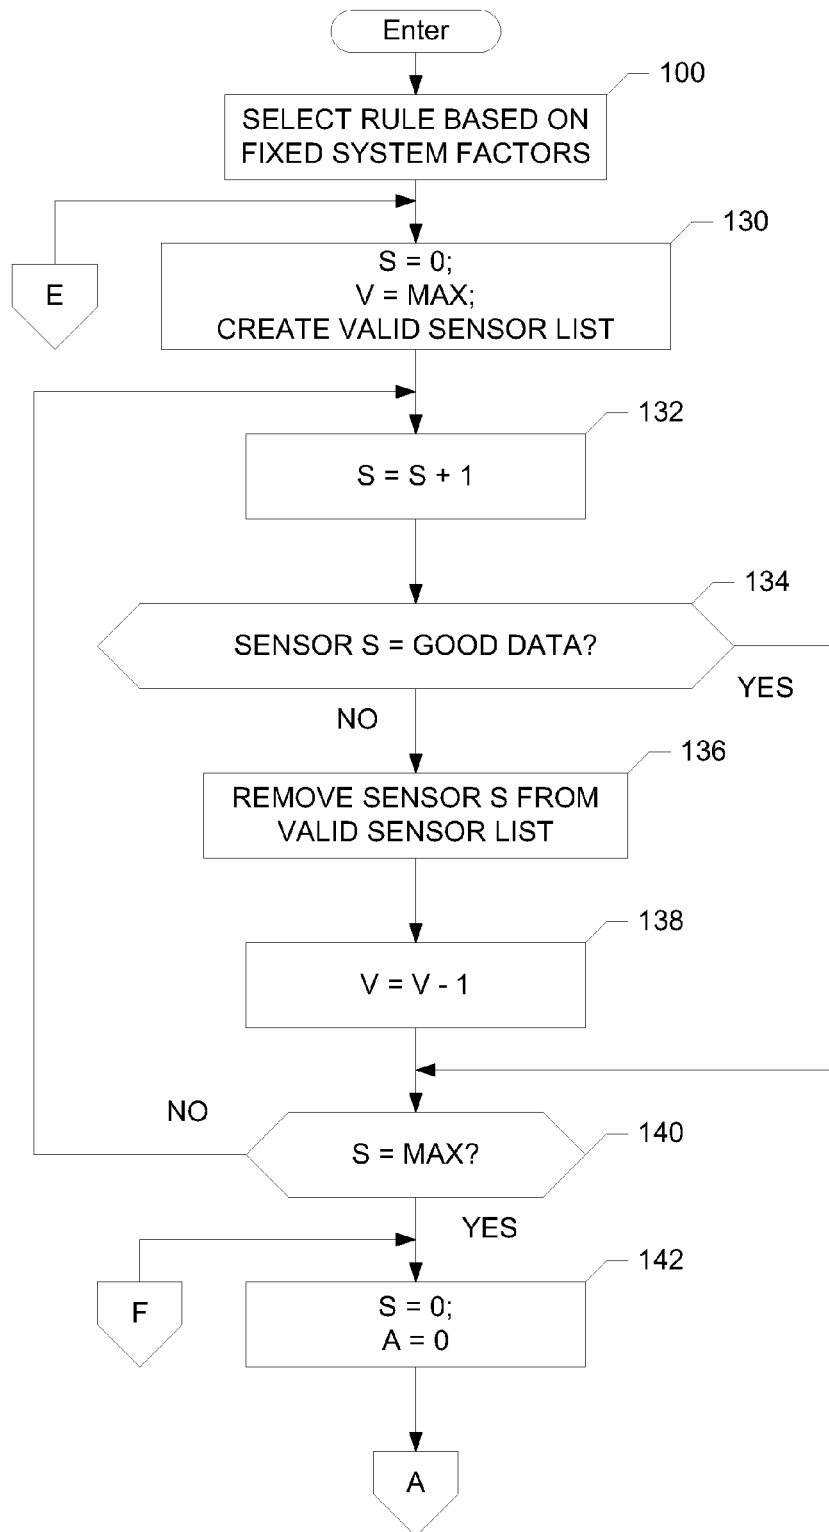 Enter
100
SELECT RULE BASED ON
FIXED SYSTEM FACTORS
130
S = 0;
V = MAX;
CREATE VALID SENSOR LIST
E
132
S = S + 1
134
SENSOR S = GOOD DATA?
YES
NO
136
REMOVE SENSOR S FROM
VALID SENSOR LIST
138
V = V - 1
NO
140
S = MAX?
YES
142
F
S = 0;
A = 0
A